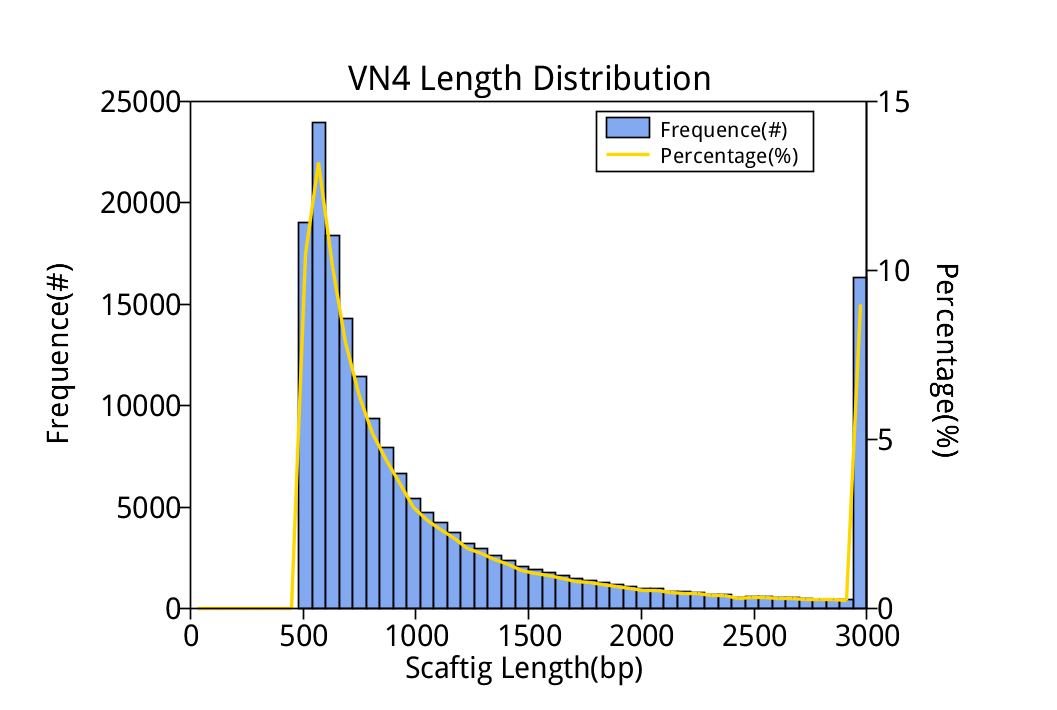 VN4 Length Distribution
25000
20000
15000
10000
5000
0
Frequence(#)
Frequence(#)
Percentage(%)
15
10
5
0
Percentage(%)
0 500 1000 1500 2000 2500 3000
Scaftig Length(bp)